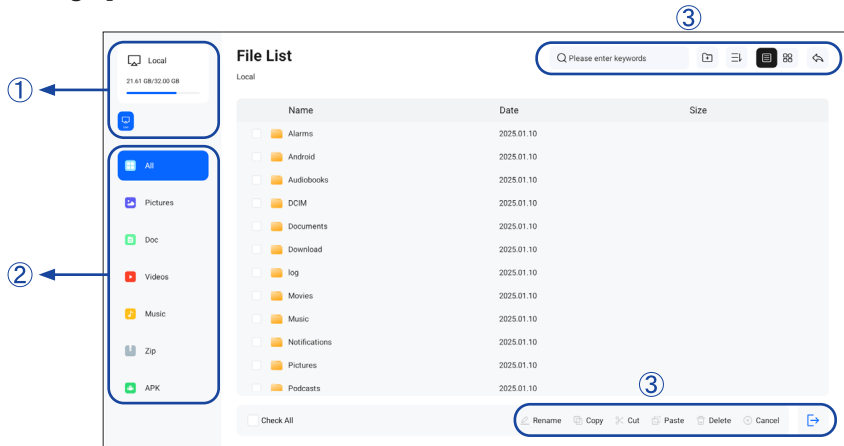 ③
Local
21.61 GB/32.00 GB
①
File List
Local
Please enter keywords
Name Date Size
Alarms 2025.01.10
Android 2025.01.10
Audiobooks 2025.01.10
DCIM 2025.01.10
Documents 2025.01.10
Download 2025.01.10
log 2025.01.10
Movies 2025.01.10
Music 2025.01.10
Notifications 2025.01.10
Pictures 2025.01.10
Podcasts 2025.01.10
②
All
Pictures
Doc
Videos
Music
Zip
APK
③
Check All
Rename Copy Cut Paste Delete Cancel